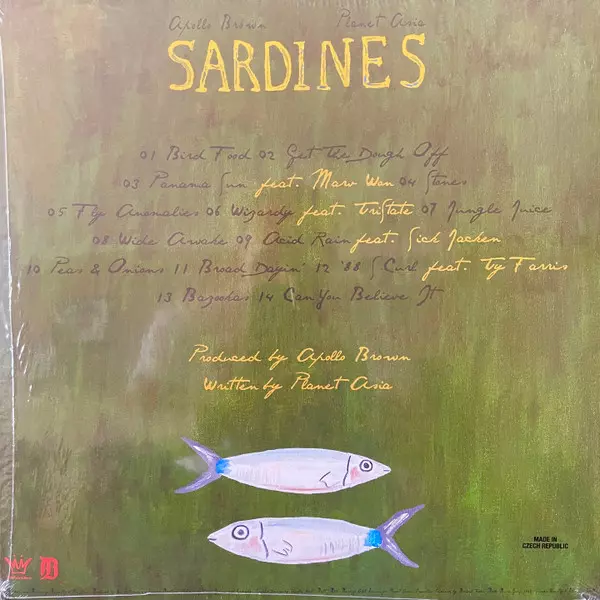 Apollo Brown Planet Asia
SARDINES
01 Bird Food 02 Get The Dough Off
03 Panama Sun feat. Marv Won 04 Stones
05 Fly Anomalies 06 Wizardy feat. TriState 07 Jungle Juice
08 Wide Awake 09 Acid Rain feat. Sick Jacken
10 Peas & Onions 11 Broad Dayin' 12 '88 S Curl feat. Ty Farris
13 Bazookas 14 Can You Believe It
Produced by Apollo Brown
Written by Planet Asia
MADE IN
CZECH REPUBLIC